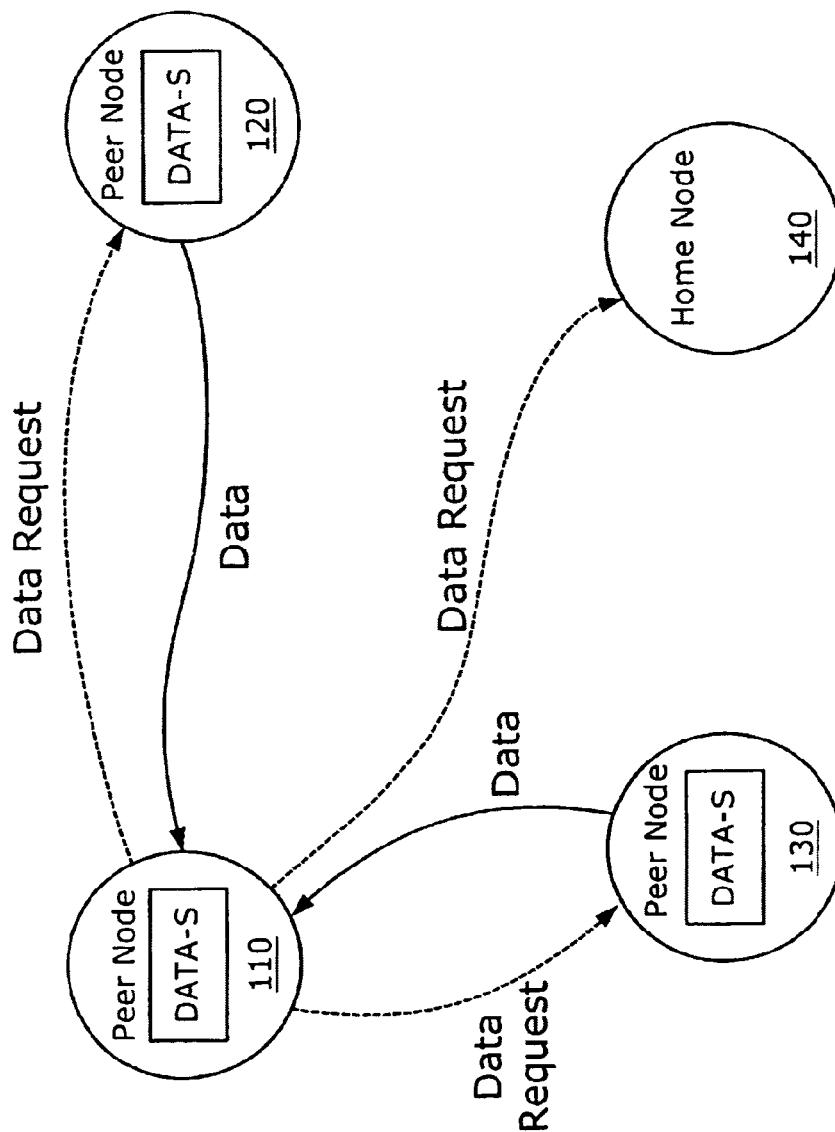 Peer Node
DATA-S
110
Data Request
Data
Peer Node
DATA-S
120
Data
Request
Data
Data Request
Peer Node
DATA-S
130
Home Node
140